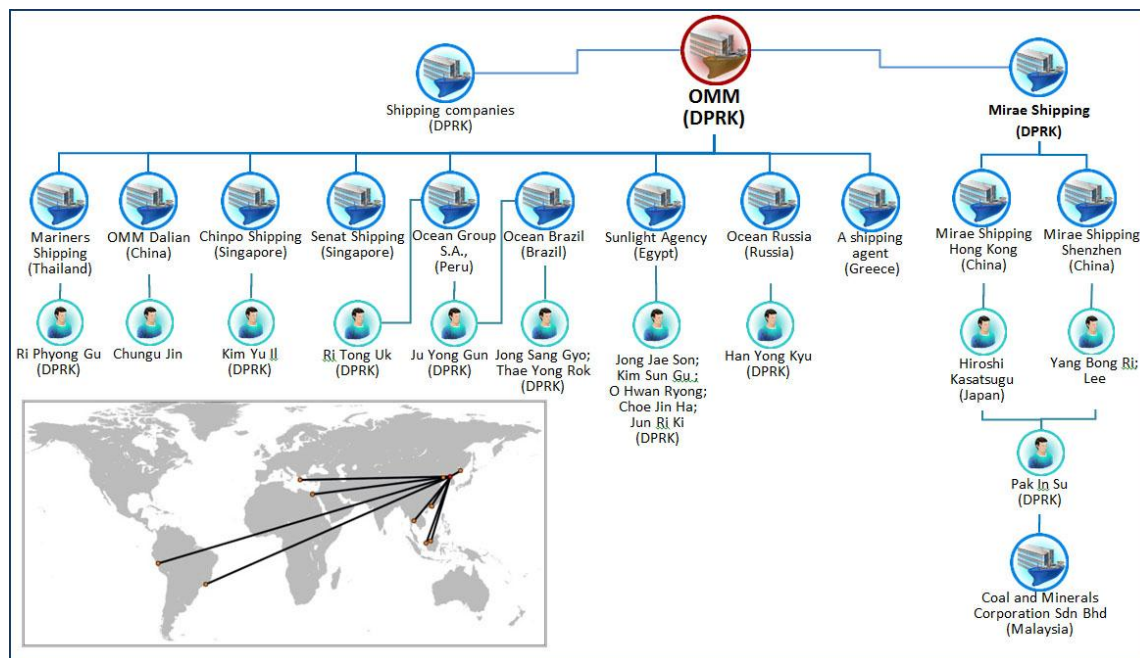 OMM
(DPRK)
Shipping companies
(DPRK)
Mirae Shipping
(DPRK)
Mariners
Shipping
(Thailand)
OMM Dalian
(China)
Chinpo Shipping
(Singapore)
Senat Shipping
(Singapore)
Ocean Group
S.A.,
(Peru)
Ocean Brazil
(Brazil)
Sunlight Agency
(Egypt)
Ocean Russia
(Russia)
A shipping
agent
(Greece)
Mirae Shipping
Hong Kong
(China)
Mirae Shipping
Shenzhen
(China)
Ri Phyong Gu
(DPRK)
Chungu Jin
Kim Yu Il
(DPRK)
Ri Tong Uk
(DPRK)
Ju Yong Gun
(DPRK)
Jong Sang Gyo;
Thae Yong Rok
(DPRK)
Jong Jae Son;
Kim Sun Gu ;
O Hwan Ryong;
Choe Jin Ha;
Jun Ri Ki
(DPRK)
Han Yong Kyu
(DPRK)
Hiroshi
Kasatsugu
(Japan)
Yang Bong Ri;
Lee
Pak In Su
(DPRK)
Coal and Minerals
Corporation Sdn Bhd
(Malaysia)